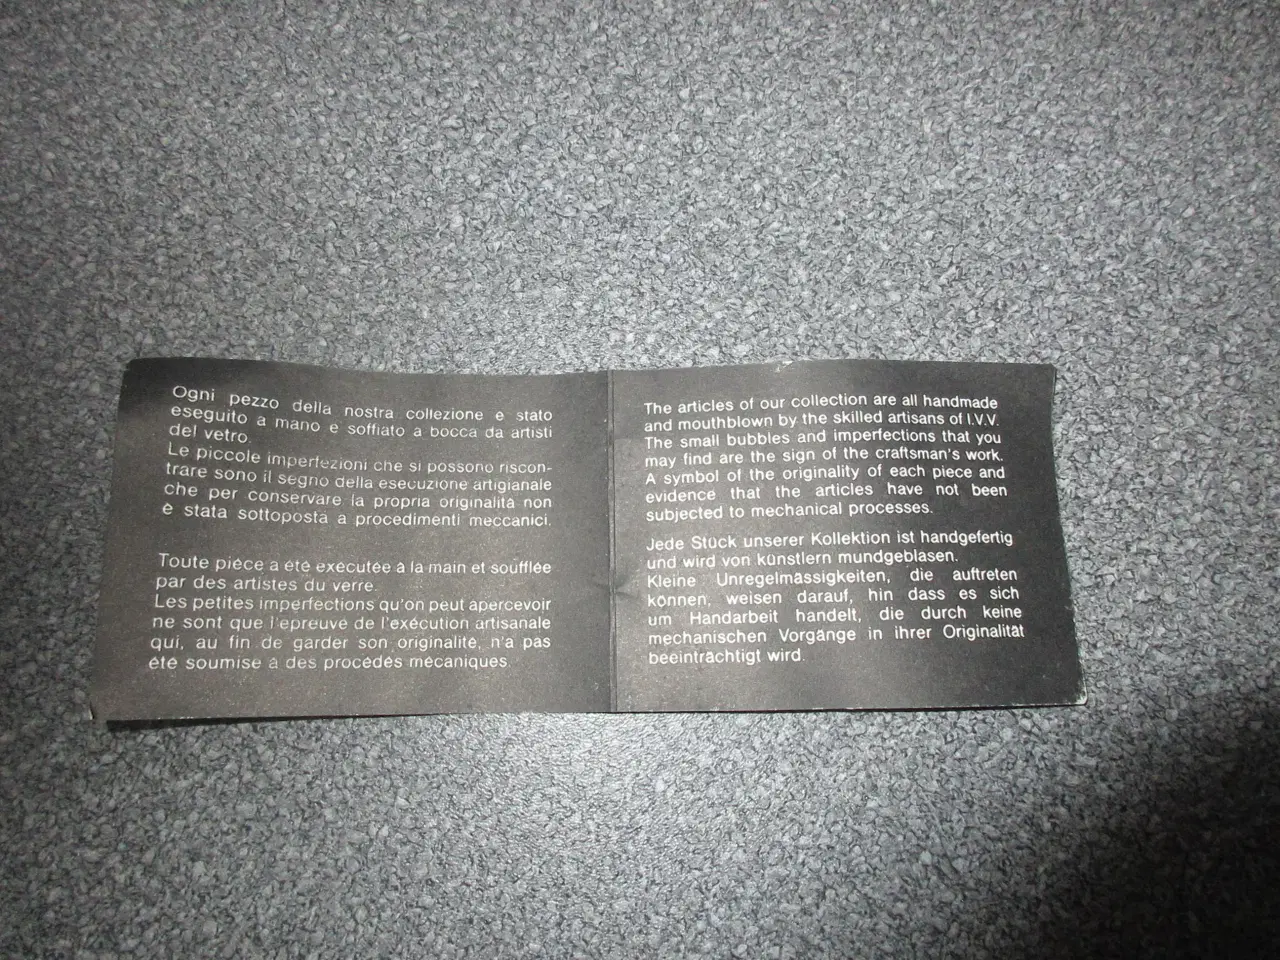 Ogni pezzo della nostra collezione è stato
eseguito a mano e soffiato a bocca da artisti
del vetro.
Le piccole imperfezioni che si possono riscon-
trare sono il segno della esecuzione artigianale
che per conservare la propria originalità non
è stata sottoposta a procedimenti meccanici.
Toute pièce a été exécutée à la main et soufflée
par des artistes du verre.
Les petites imperfections qu'on peut apercevoir
ne sont que l'épreuve de l'exécution artisanale
qui, au fin de garder son originalité, n'a pas
été soumise à des procédés mécaniques.
The articles of our collection are all handmade
and mouthblown by the skilled artisans of I.V.V.
The small bubbles and imperfections that you
may find are the sign of the craftsman's work.
A symbol of the originality of each piece and
evidence that the articles have not been
subjected to mechanical processes.
Jede Stück unserer Kollektion ist handgefertig
und wird von künstlern mundgeblasen.
Kleine Unregelmässigkeiten, die auftreten
können, weisen darauf, hin dass es sich
um Handarbeit handelt, die durch keine
mechanischen Vorgänge in ihrer Originalität
beeinträchtigt wird.